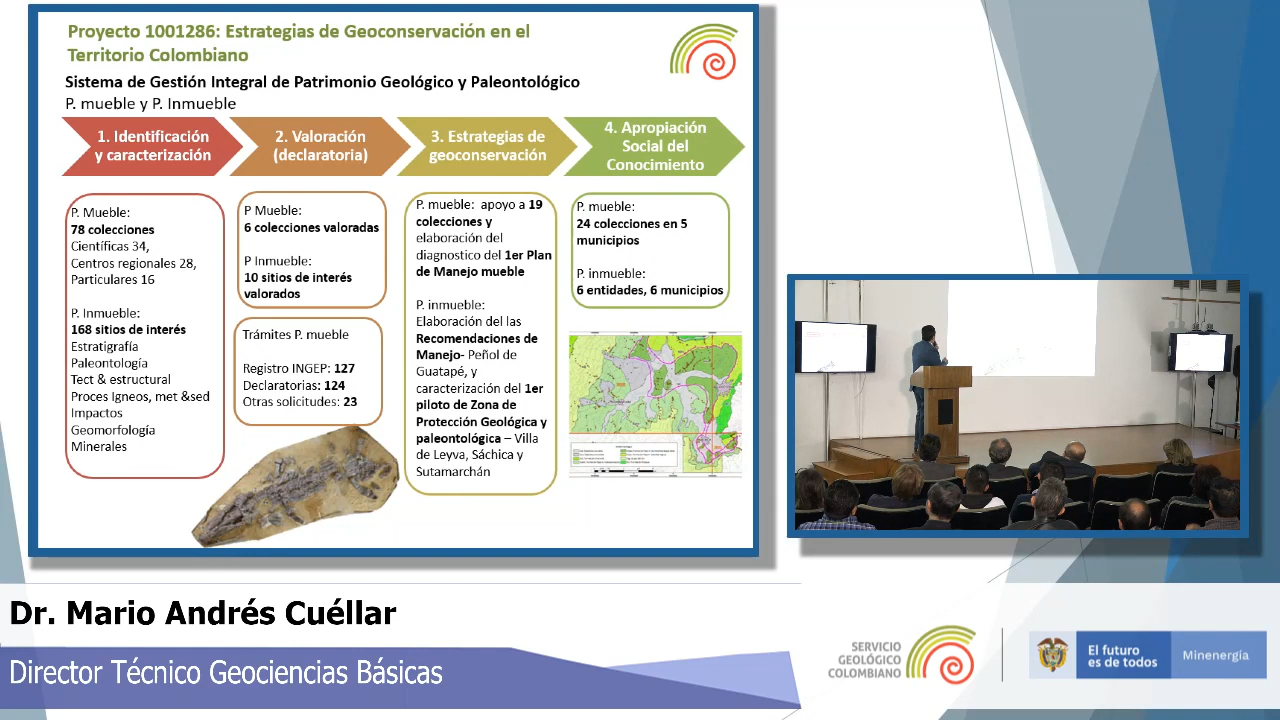 Proyecto 1001286: Estrategias de Geoconservación en el
Territorio Colombiano
Sistema de Gestión Integral de Patrimonio Geológico y Paleontológico
P. mueble y P. Inmueble
1. Identificación
y caracterización
2. Valoración
(declaratoria)
3. Estrategias de
geoconservación
4. Apropiación
Social del
Conocimiento
P. Mueble:
78 colecciones
Científicas 34,
Centros regionales 28,
Particulares 16
P. Inmueble:
168 sitios de interés
Estratigrafía
Paleontología
Tect & estructural
Proces Igneos, met &sed
Impactos
Geomorfología
Minerales
P Mueble:
6 colecciones valoradas
P Inmueble:
10 sitios de interés
valorados
Trámites P. mueble
Registro INGEP: 127
Declaratorias: 124
Otras solicitudes: 23
P. mueble: apoyo a 19
colecciones y
elaboración del
diagnostico del 1er Plan
de Manejo mueble
P. inmueble:
Elaboración del las
Recomendaciones de
Manejo- Peñol de
Guatapé, y
caracterización del 1er
piloto de Zona de
Protección Geológica y
paleontológica – Villa
de Leyva, Sáchica y
Sutamarchán
P. mueble:
24 colecciones en 5
municipios
P. inmueble:
6 entidades, 6 municipios
Dr. Mario Andrés Cuéllar
Director Técnico Geociencias Básicas
SERVICIO
GEOLÓGICO
COLOMBIANO
El futuro
es de todos
Minenergía